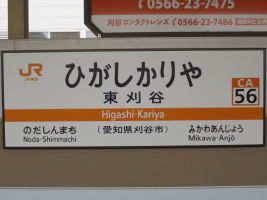 0566-23-7475
刈谷コンタクトレンズ ☎0566-23-7486
JR
JR東海
ひがしかりや
東刈谷
Higashi-Kariya
(愛知県刈谷市)
CA
56
のだしんまち
Noda-Shimmachi
みかわあんじょう
Mikawa-Anjō